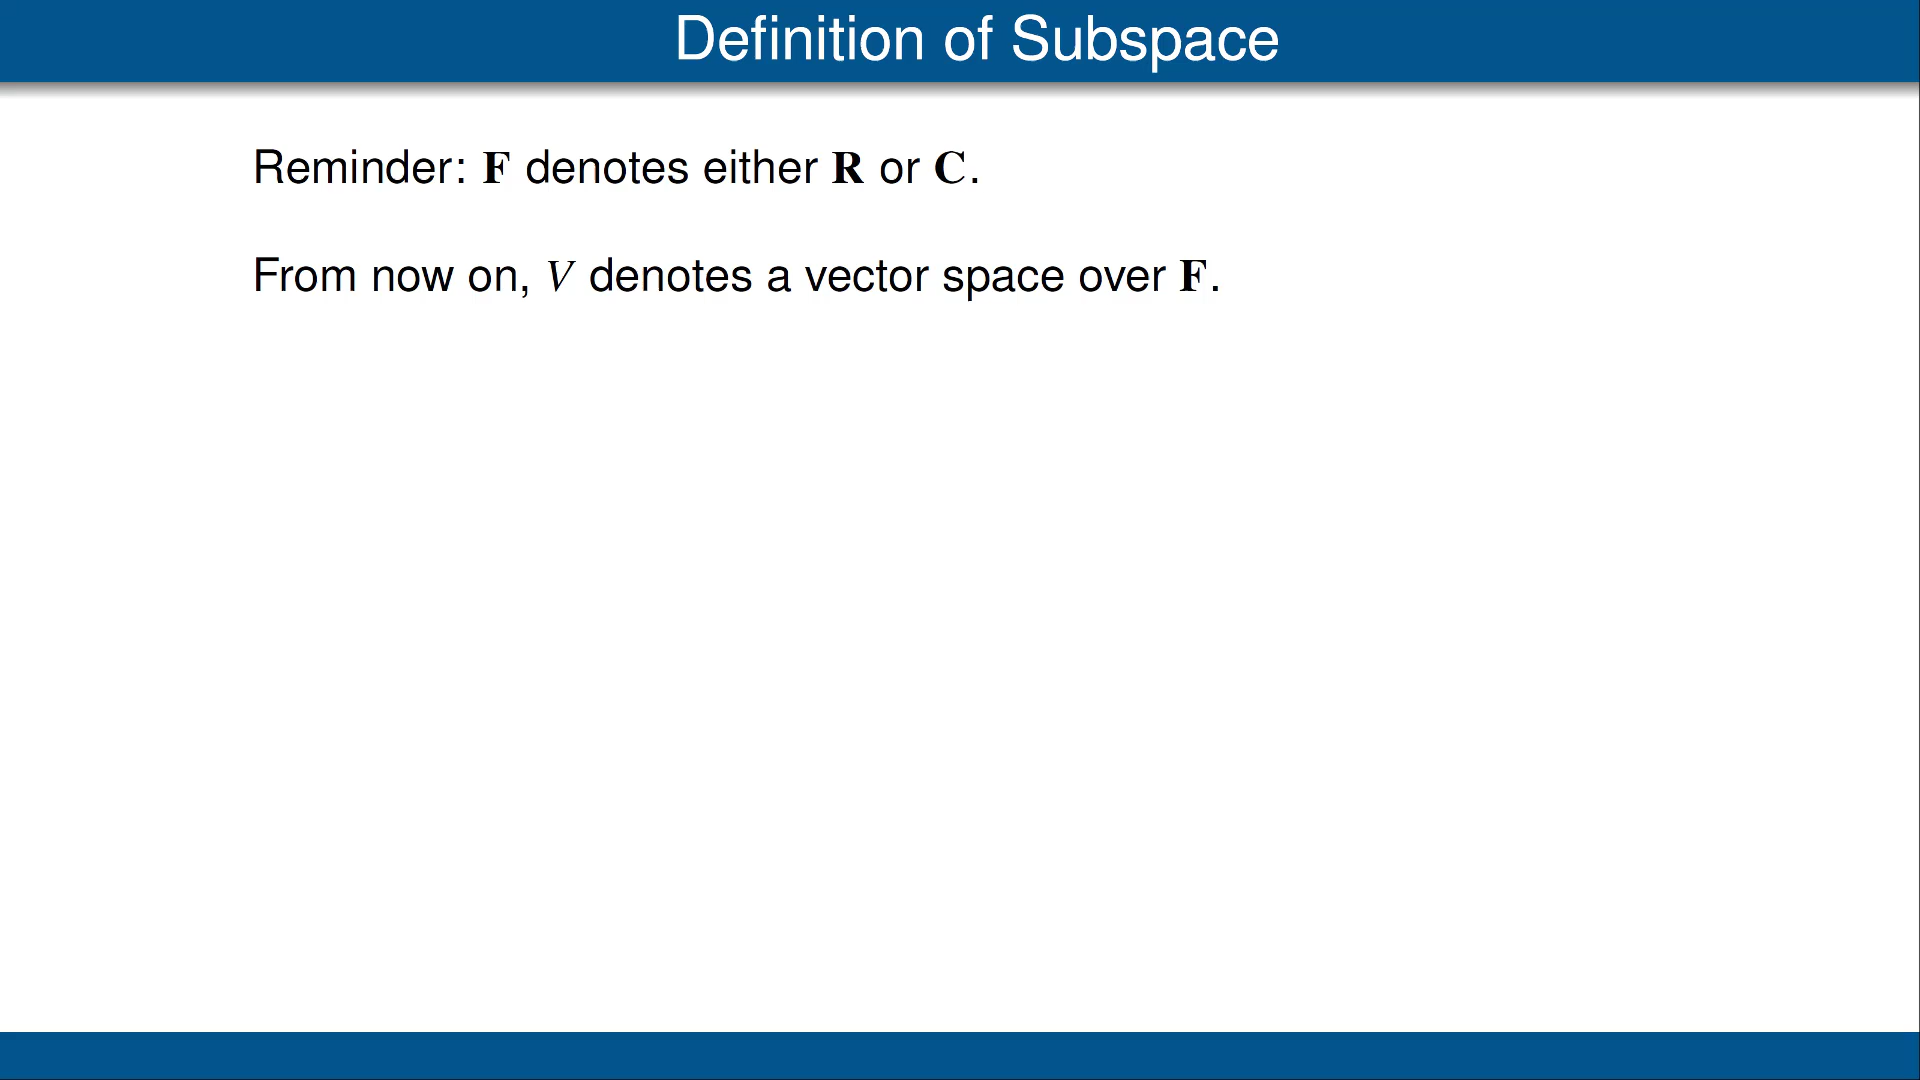 Definition of Subspace
Reminder: F denotes either R or C.
From now on, V denotes a vector space over F.